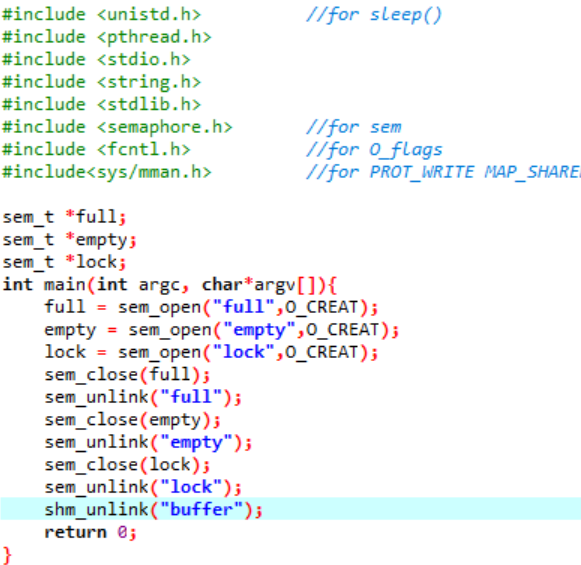 #include <unistd.h> //for sleep()
#include <pthread.h>
#include <stdio.h>
#include <string.h>
#include <stdlib.h>
#include <semaphore.h> //for sem
#include <fcntl.h> //for O_flags
#include<sys/mman.h> //for PROT_WRITE MAP_SHARE
sem_t *full;
sem_t *empty;
sem_t *lock;
int main(int argc, char*argv[]){
    full = sem_open("full",O_CREAT);
    empty = sem_open("empty",O_CREAT);
    lock = sem_open("lock",O_CREAT);
    sem_close(full);
    sem_unlink("full");
    sem_close(empty);
    sem_unlink("empty");
    sem_close(lock);
    sem_unlink("lock");
    shm_unlink("buffer");
    return 0;
}